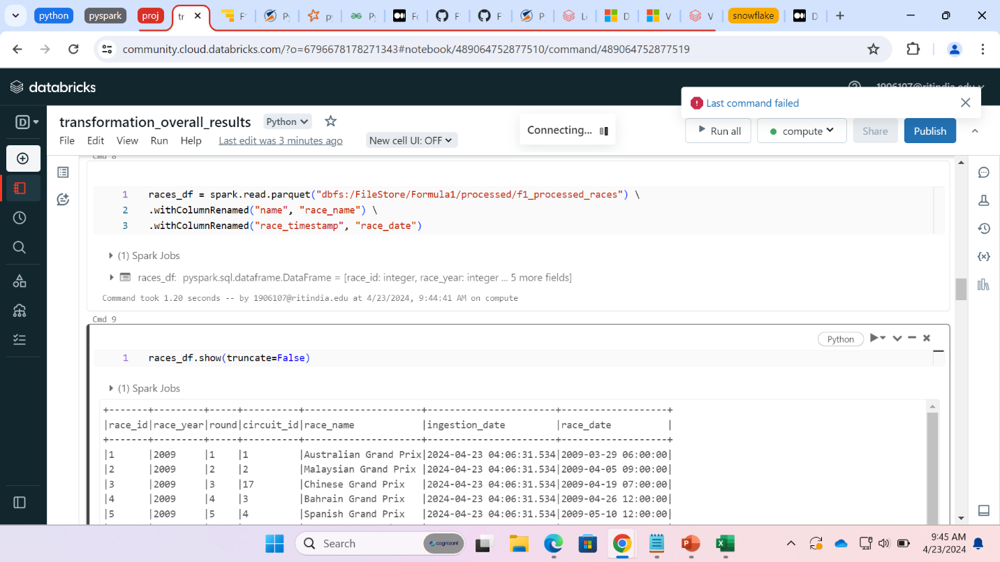 python
pyspark
proj
tr
F
Py
py
Py
Fo
F
F
Py
Lo
D
V
V
snowflake
D
community.cloud.databricks.com/?o=6796678178271343#notebook/489064752877510/command/489064752877519
databricks
1906107@ritindia.edu
Last command failed
transformation_overall_results
Python
Connecting...
Run all
compute
Share
Publish
File Edit View Run Help Last edit was 3 minutes ago
New cell UI: OFF
Cmd 8
1 races_df = spark.read.parquet("dbfs:/FileStore/Formula1/processed/f1_processed_races") \
2 .withColumnRenamed("name", "race_name") \
3 .withColumnRenamed("race_timestamp", "race_date")
(1) Spark Jobs
races_df: pyspark.sql.dataframe.DataFrame = [race_id: integer, race_year: integer ... 5 more fields]
Command took 1.20 seconds -- by 1906107@ritindia.edu at 4/23/2024, 9:44:41 AM on compute
Cmd 9
Python
1 races_df.show(truncate=False)
(1) Spark Jobs
+-------+---------+-----+----------+---------------------+-----------------------+-------------------+
|race_id|race_year|round|circuit_id|race_name            |ingestion_date         |race_date          |
+-------+---------+-----+----------+---------------------+-----------------------+-------------------+
|1      |2009     |1    |1         |Australian Grand Prix|2024-04-23 04:06:31.534|2009-03-29 06:00:00|
|2      |2009     |2    |2         |Malaysian Grand Prix |2024-04-23 04:06:31.534|2009-04-05 09:00:00|
|3      |2009     |3    |17        |Chinese Grand Prix   |2024-04-23 04:06:31.534|2009-04-19 07:00:00|
|4      |2009     |4    |3         |Bahrain Grand Prix   |2024-04-23 04:06:31.534|2009-04-26 12:00:00|
|5      |2009     |5    |4         |Spanish Grand Prix   |2024-04-23 04:06:31.534|2009-05-10 12:00:00|
Search
cognizant
9:45 AM
4/23/2024